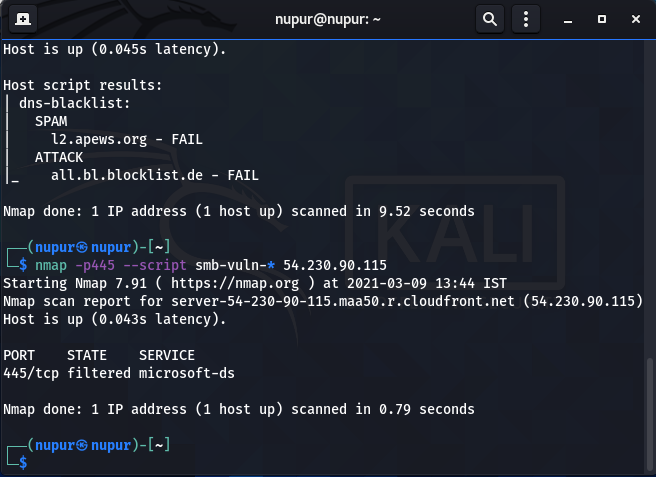 nupur@nupur: ~
Host is up (0.045s latency).
Host script results:
| dns-blacklist:
|   SPAM
|     l2.apews.org - FAIL
|   ATTACK
|_    all.bl.blocklist.de - FAIL
Nmap done: 1 IP address (1 host up) scanned in 9.52 seconds
┌──(nupur㉿nupur)-[~]
└─$ nmap -p445 --script smb-vuln-* 54.230.90.115
Starting Nmap 7.91 ( https://nmap.org ) at 2021-03-09 13:44 IST
Nmap scan report for server-54-230-90-115.maa50.r.cloudfront.net (54.230.90.115)
Host is up (0.043s latency).
PORT    STATE    SERVICE
445/tcp filtered microsoft-ds
Nmap done: 1 IP address (1 host up) scanned in 0.79 seconds
┌──(nupur㉿nupur)-[~]
└─$
KALI